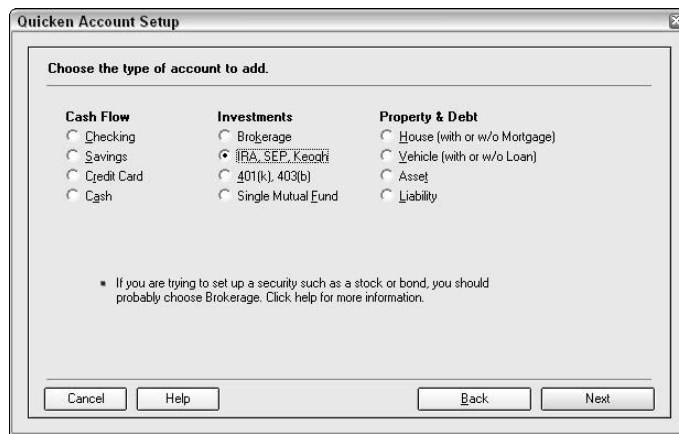 Quicken Account Setup
Choose the type of account to add.
Cash Flow
Checking
Savings
Credit Card
Cash
Investments
Brokerage
IRA, SEP, Keogh
401(k), 403(b)
Single Mutual Fund
Property & Debt
House (with or w/o Mortgage)
Vehicle (with or w/o Loan)
Asset
Liability
If you are trying to set up a security such as a stock or bond, you should
probably choose Brokerage. Click help for more information.
Cancel
Help
Back
Next